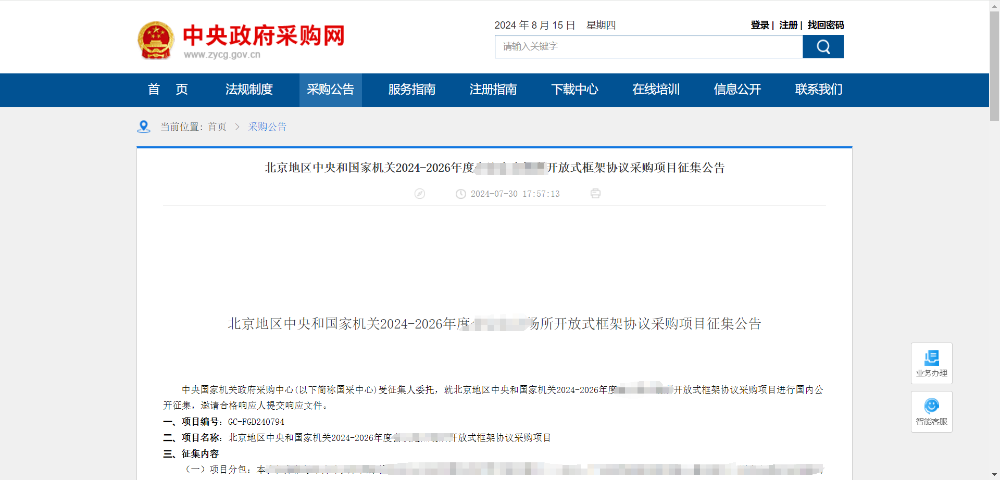 中央政府采购网
www.zycg.gov.cn
2024 年 8 月 15 日 星期四
登录 | 注册 | 找回密码
请输入关键字
首 页 法规制度 采购公告 服务指南 注册指南 下载中心 在线培训 信息公开 联系我们
当前位置：首页 > 采购公告
北京地区中央和国家机关2024-2026年度 开放式框架协议采购项目征集公告
2024-07-30 17:57:13
北京地区中央和国家机关2024-2026年度 场所开放式框架协议采购项目征集公告
中央国家机关政府采购中心(以下简称国采中心)受征集人委托，就北京地区中央和国家机关2024-2026年度 开放式框架协议采购项目进行国内公
开征集，邀请合格响应人提交响应文件。
一、项目编号：GC-FGD240794
二、项目名称：北京地区中央和国家机关2024-2026年度 开放式框架协议采购项目
三、征集内容
（一）项目分包：本
业务办理
智能客服